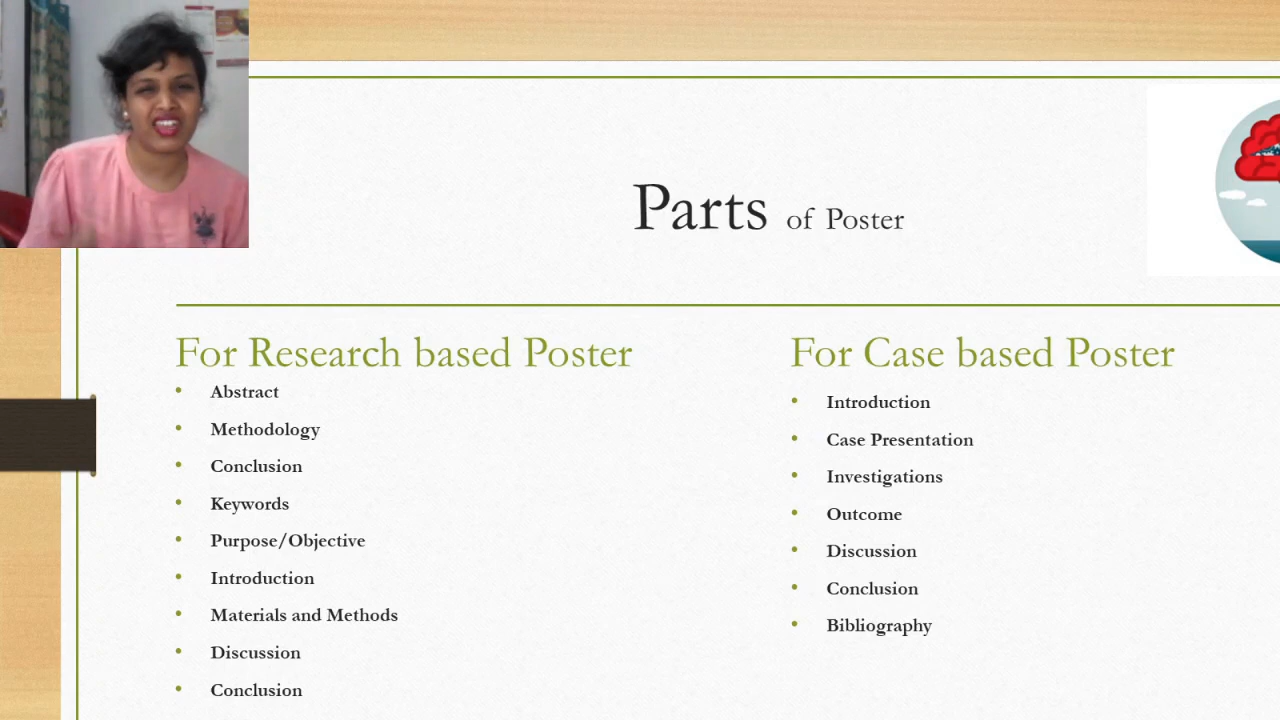 Parts of Poster
For Research based Poster
Abstract
Methodology
Conclusion
Keywords
Purpose/Objective
Introduction
Materials and Methods
Discussion
Conclusion
For Case based Poster
Introduction
Case Presentation
Investigations
Outcome
Discussion
Conclusion
Bibliography